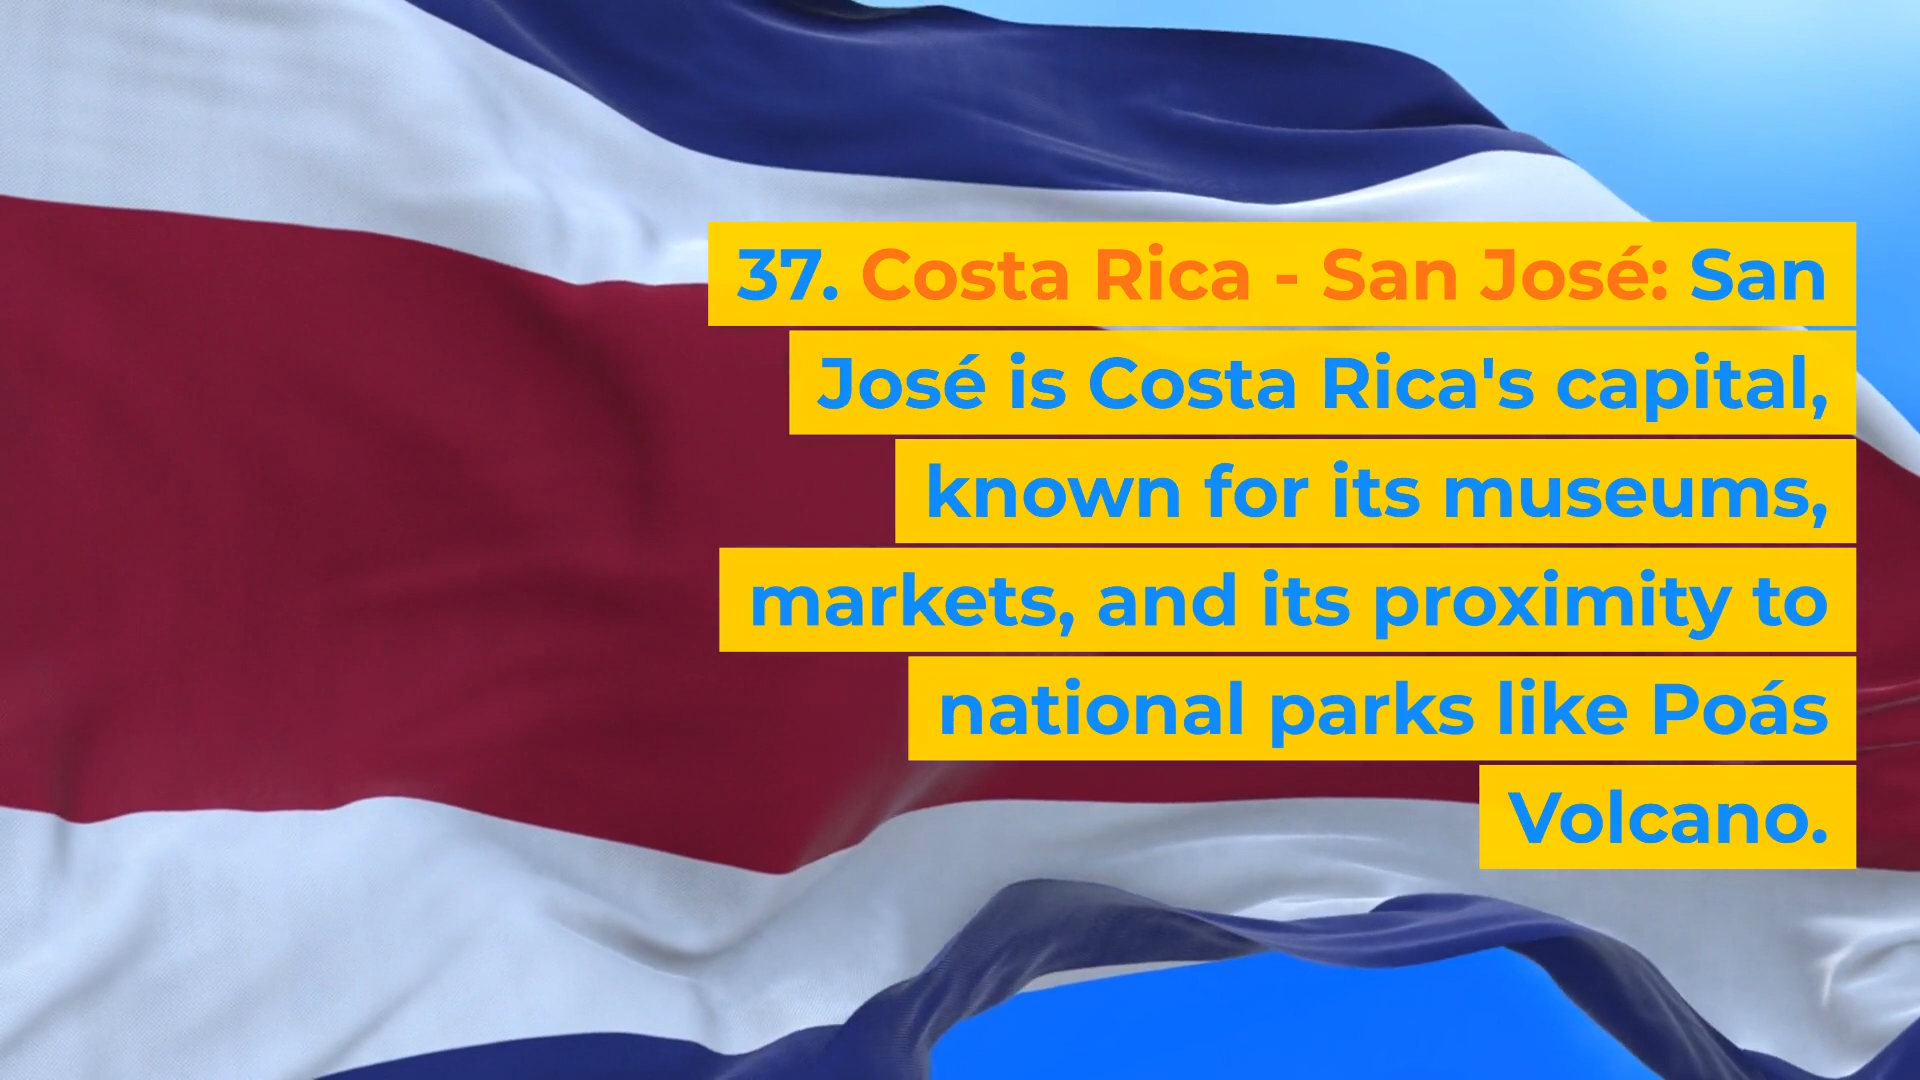 37. Costa Rica - San José: San
José is Costa Rica's capital,
known for its museums,
markets, and its proximity to
national parks like Poás
Volcano.